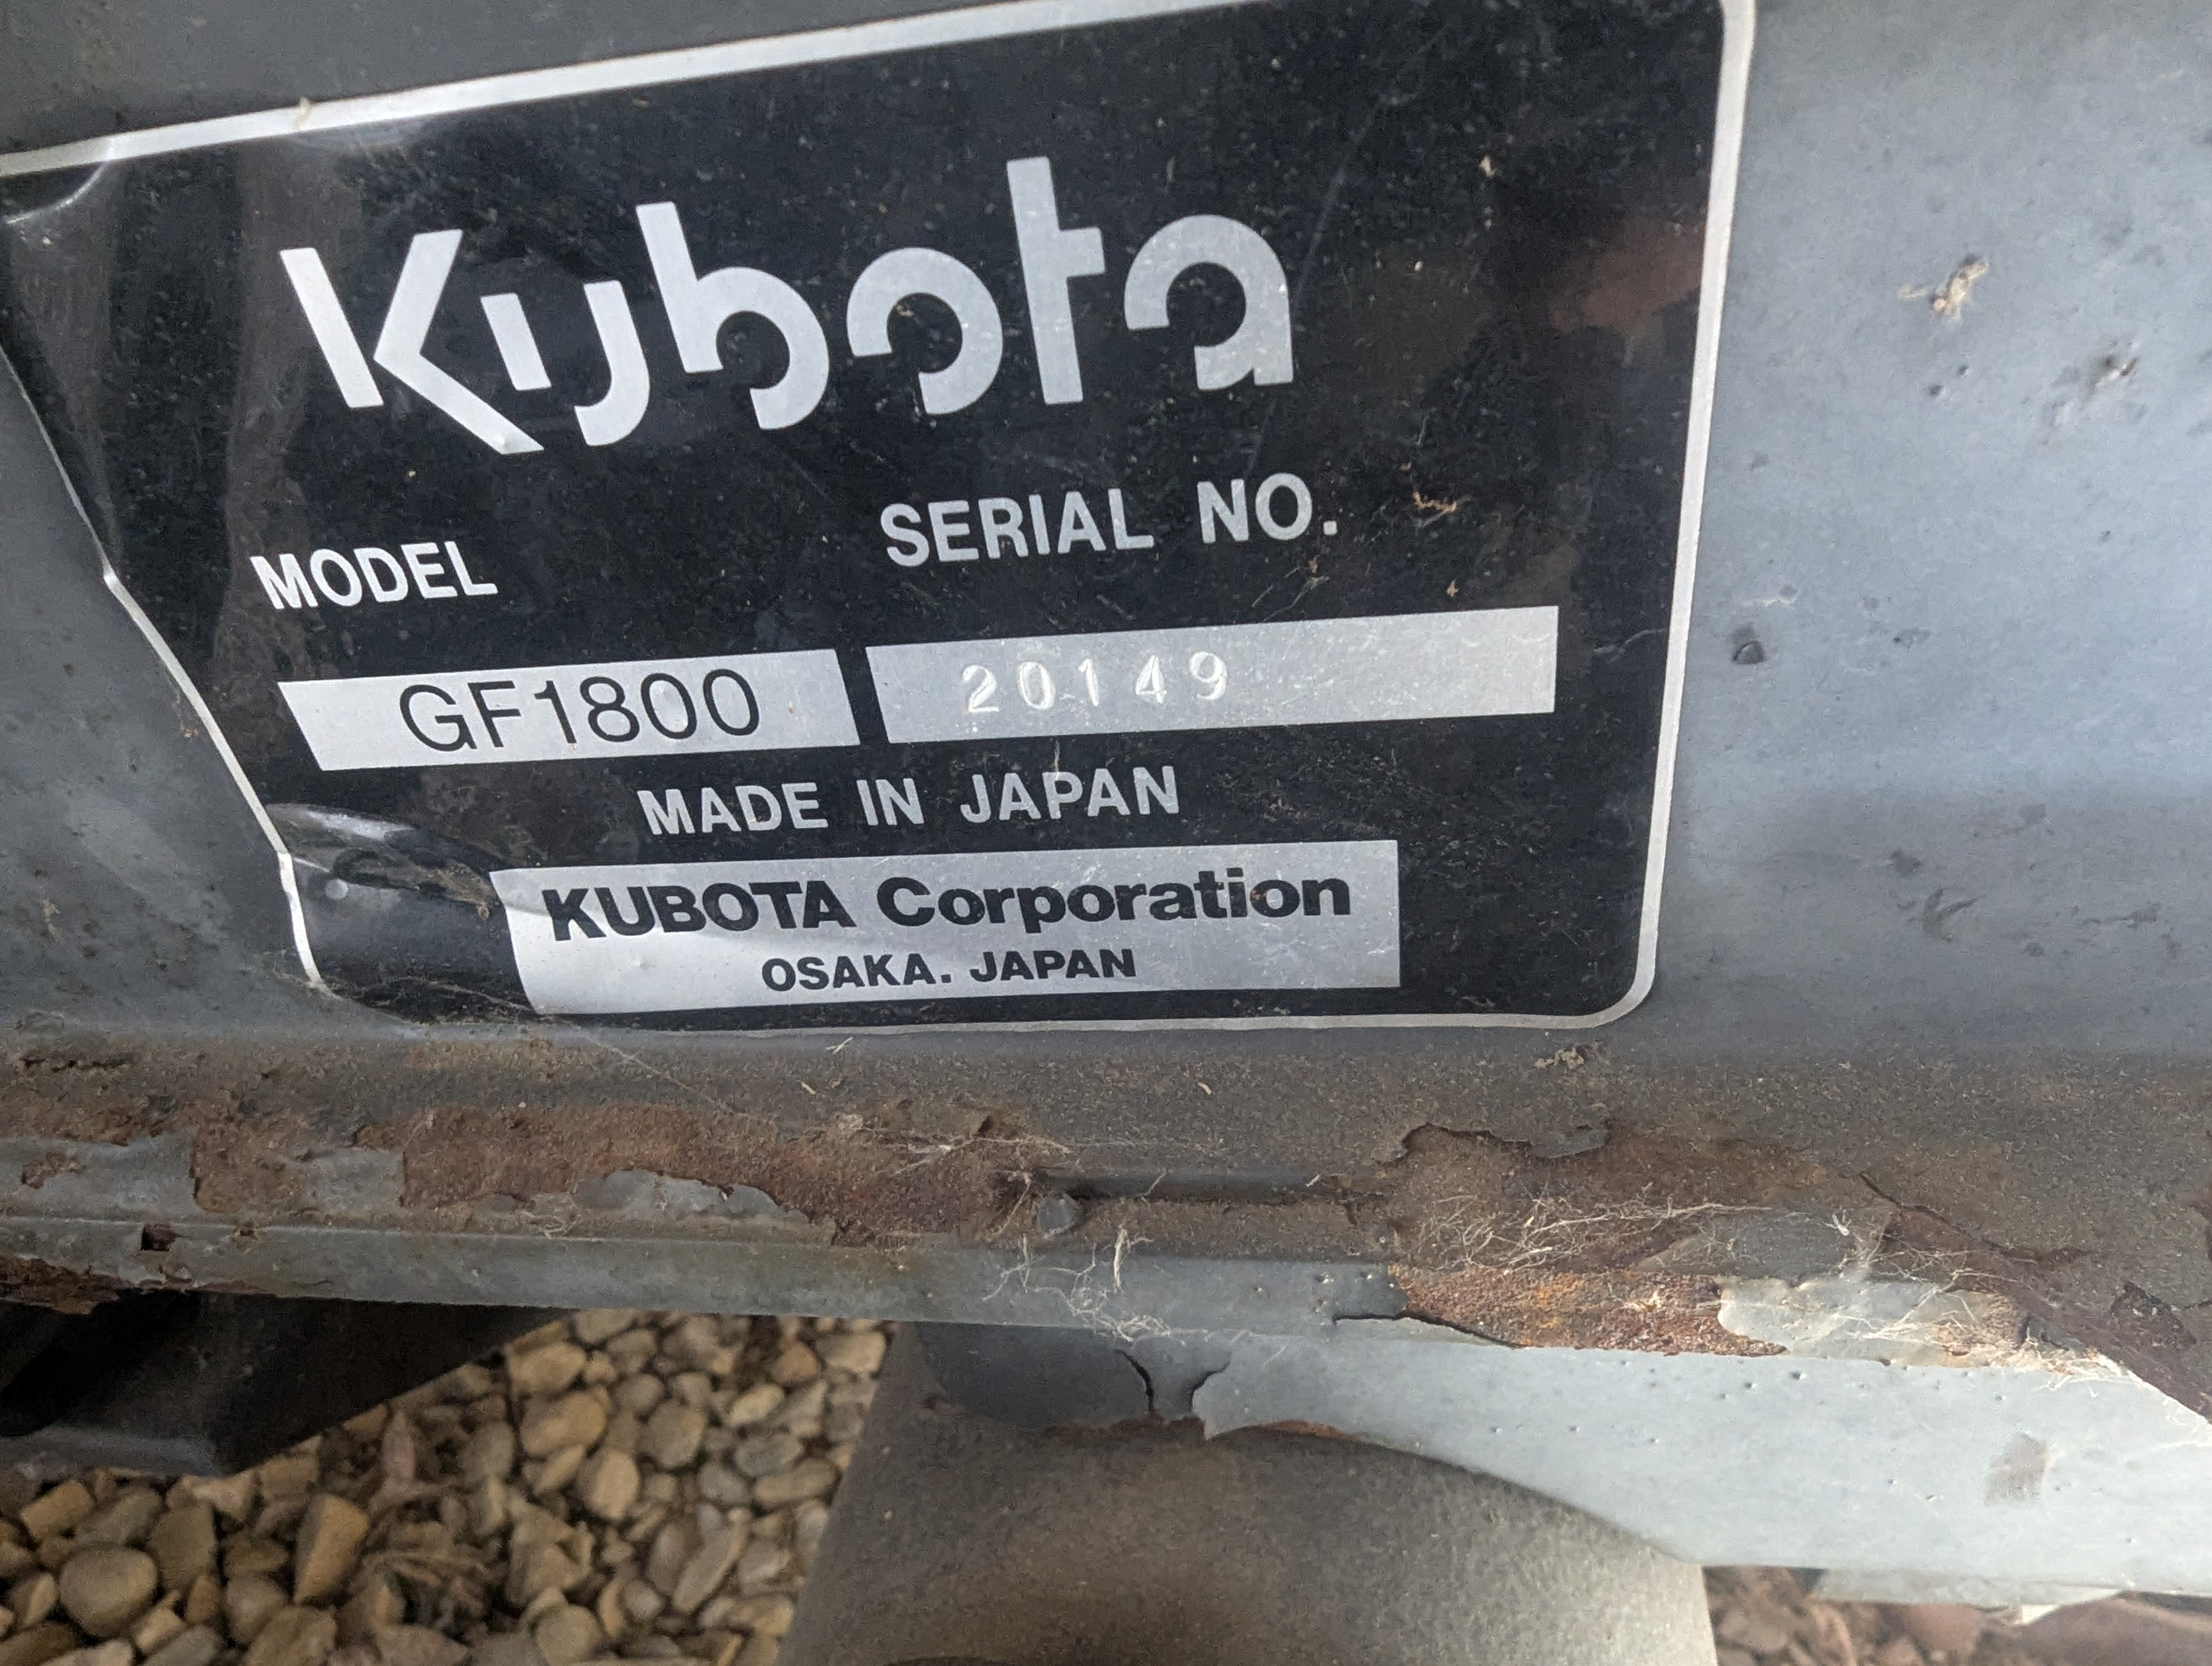 Kubota
MODEL SERIAL NO.
GF1800 20149
MADE IN JAPAN
KUBOTA Corporation
OSAKA. JAPAN